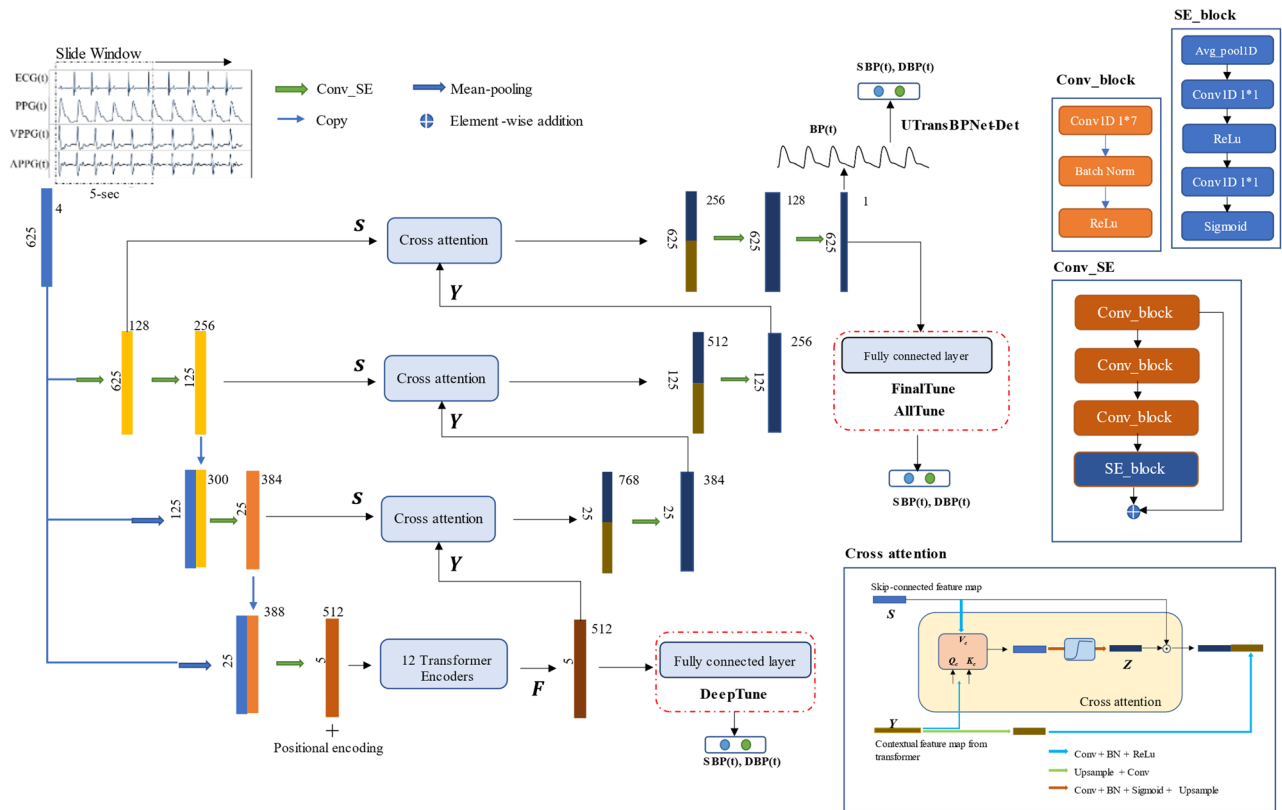 Slide Window
ECG(t)
PPG(t)
VPPG(t)
APPG(t)
5-sec
Conv_SE
Copy
Mean-pooling
Element -wise addition
SBP(t), DBP(t)
UTransBPNet-Det
BP(t)
Conv_block
Conv1D 1*7
Batch Norm
ReLu
SE_block
Avg_pool1D
Conv1D 1*1
ReLu
Conv1D 1*1
Sigmoid
4
625
S
Cross attention
Y
256
625
128
625
1
625
128
625
256
125
S
Cross attention
Y
512
125
256
125
Fully connected layer
FinalTune
AllTune
SBP(t), DBP(t)
300
125
384
25
S
Cross attention
Y
768
25
384
25
388
25
512
5
+
Positional encoding
12 Transformer
Encoders
F
512
5
Fully connected layer
DeepTune
SBP(t), DBP(t)
Conv_SE
Conv_block
Conv_block
Conv_block
SE_block
Cross attention
Skip-connected feature map
S
Vc
Qc Kc
Z
Cross attention
Y
Contextual feature map from
transformer
Conv + BN + ReLu
Upsample + Conv
Conv + BN + Sigmoid + Upsample